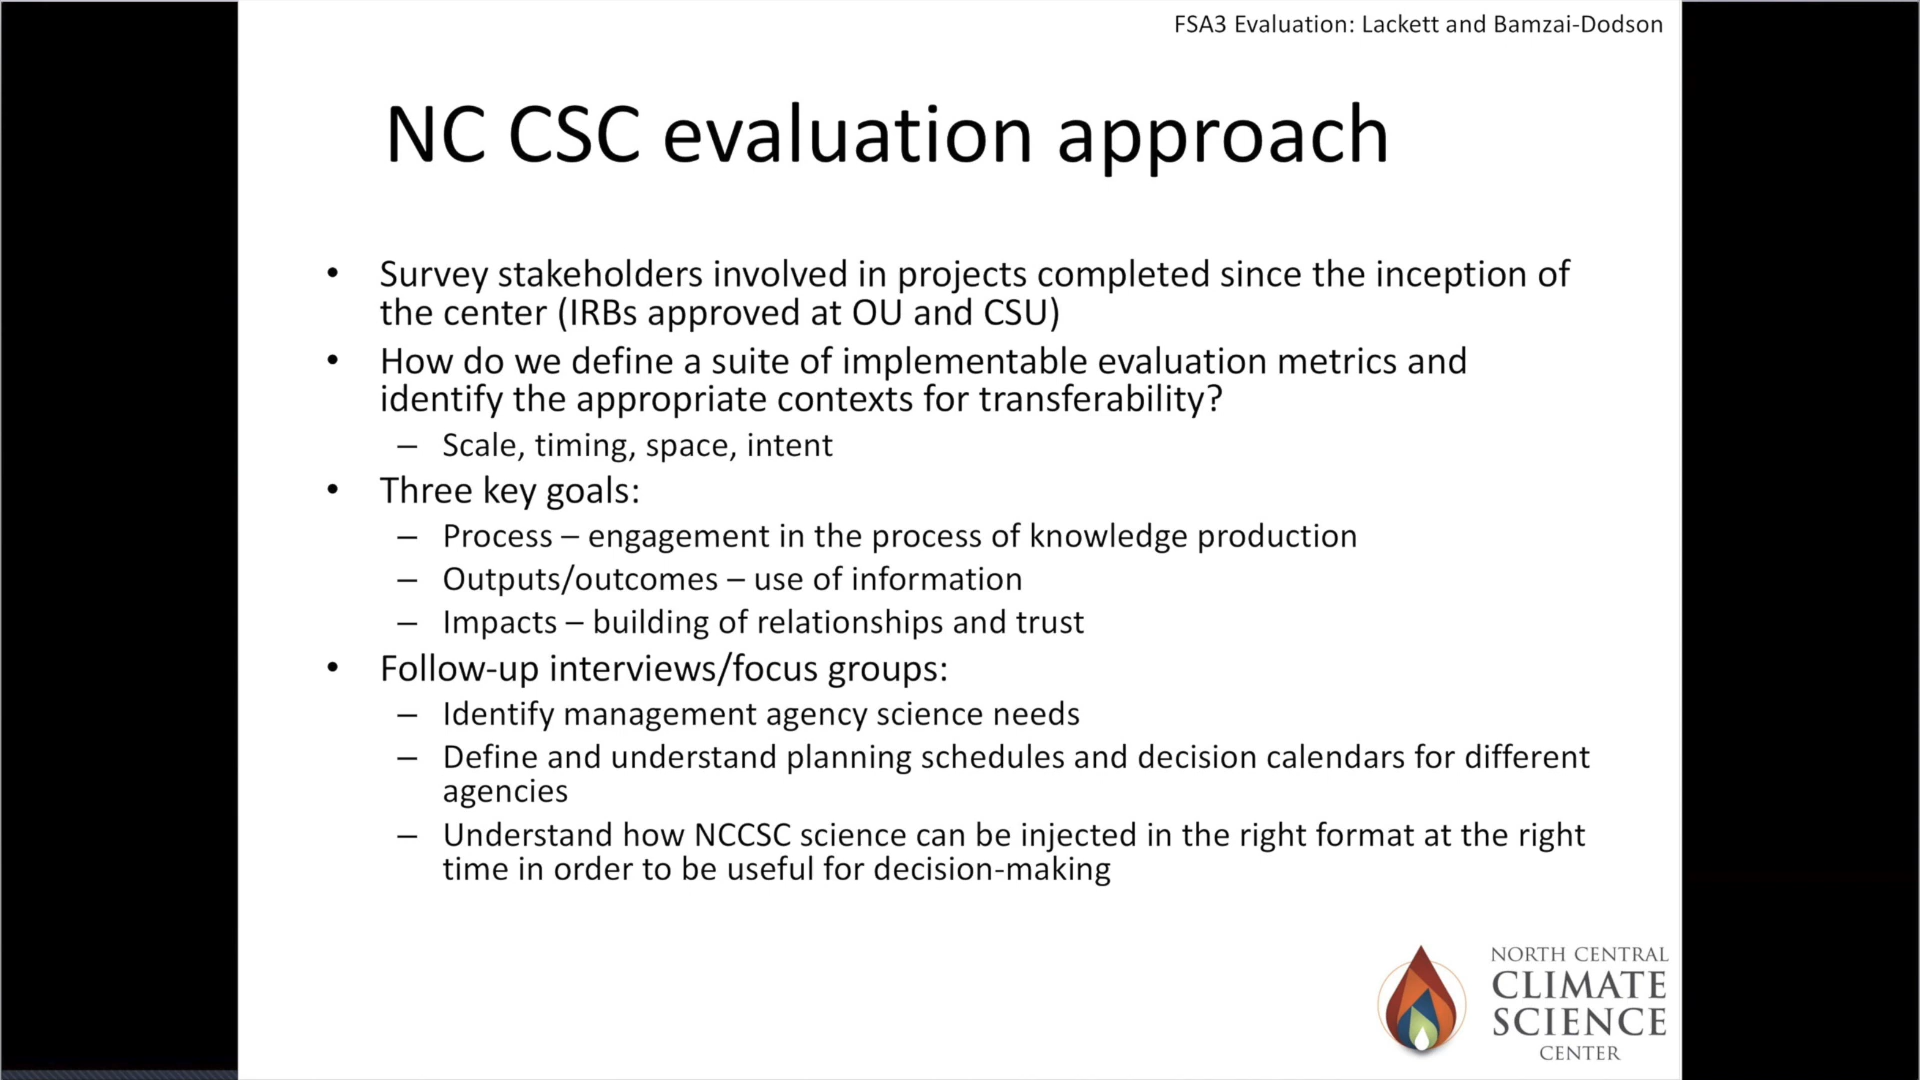 FSA3 Evaluation: Lackett and Bamzai-Dodson
NC CSC evaluation approach
• Survey stakeholders involved in projects completed since the inception of
the center (IRBs approved at OU and CSU)
• How do we define a suite of implementable evaluation metrics and
identify the appropriate contexts for transferability?
– Scale, timing, space, intent
• Three key goals:
– Process – engagement in the process of knowledge production
– Outputs/outcomes – use of information
– Impacts – building of relationships and trust
• Follow-up interviews/focus groups:
– Identify management agency science needs
– Define and understand planning schedules and decision calendars for different
agencies
– Understand how NCCSC science can be injected in the right format at the right
time in order to be useful for decision-making
NORTH CENTRAL
CLIMATE
SCIENCE
CENTER